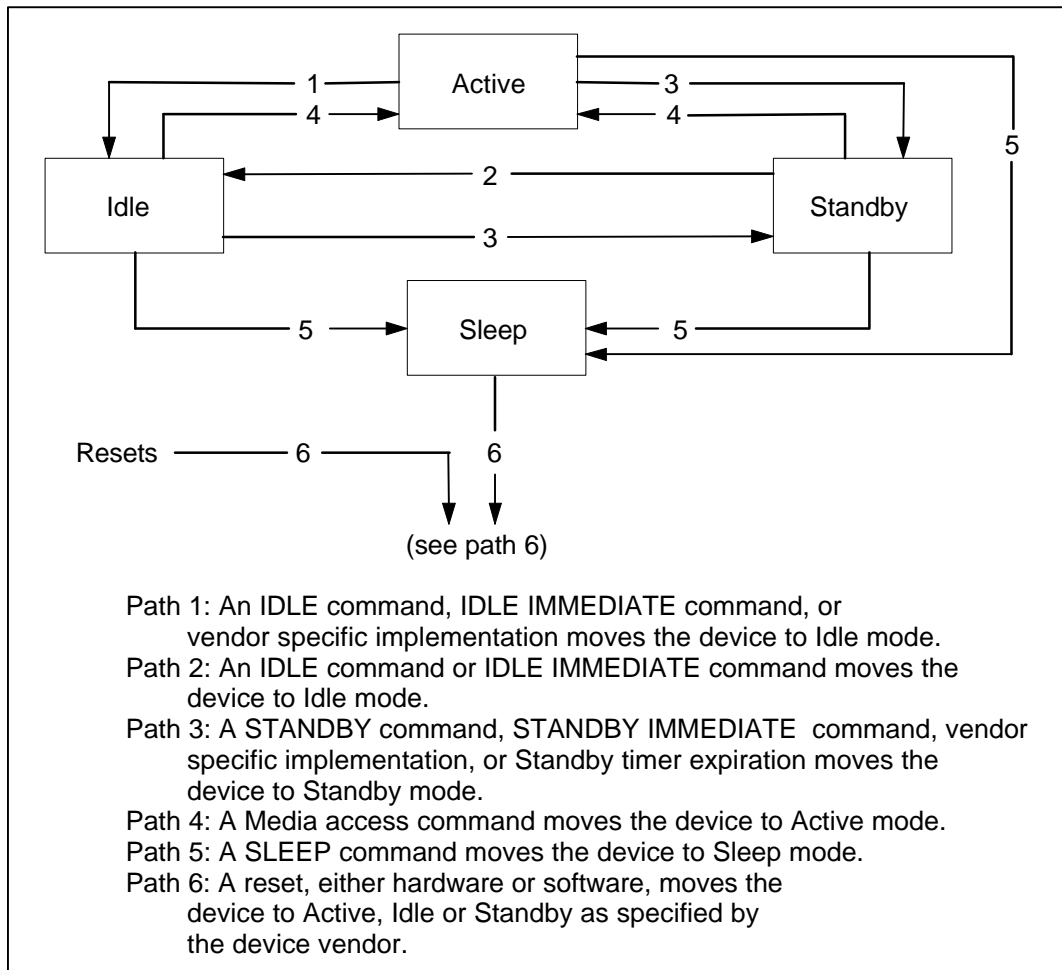 Active
1
3
4
4
5
Idle
2
Standby
3
5
Sleep
5
Resets
6
6
(see path 6)
Path 1: An IDLE command, IDLE IMMEDIATE command, or
vendor specific implementation moves the device to Idle mode.
Path 2: An IDLE command or IDLE IMMEDIATE command moves the
device to Idle mode.
Path 3: A STANDBY command, STANDBY IMMEDIATE  command, vendor
specific implementation, or Standby timer expiration moves the
device to Standby mode.
Path 4: A Media access command moves the device to Active mode.
Path 5: A SLEEP command moves the device to Sleep mode.
Path 6: A reset, either hardware or software, moves the
device to Active, Idle or Standby as specified by
the device vendor.